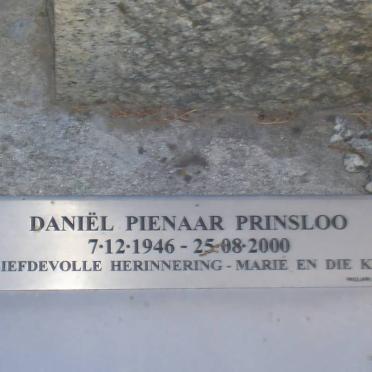 DANIËL PIENAAR PRINSLOO
7·12·1946 - 25·08·2000
IEFDEVOLLE HERINNERING - MARIE EN DIE K